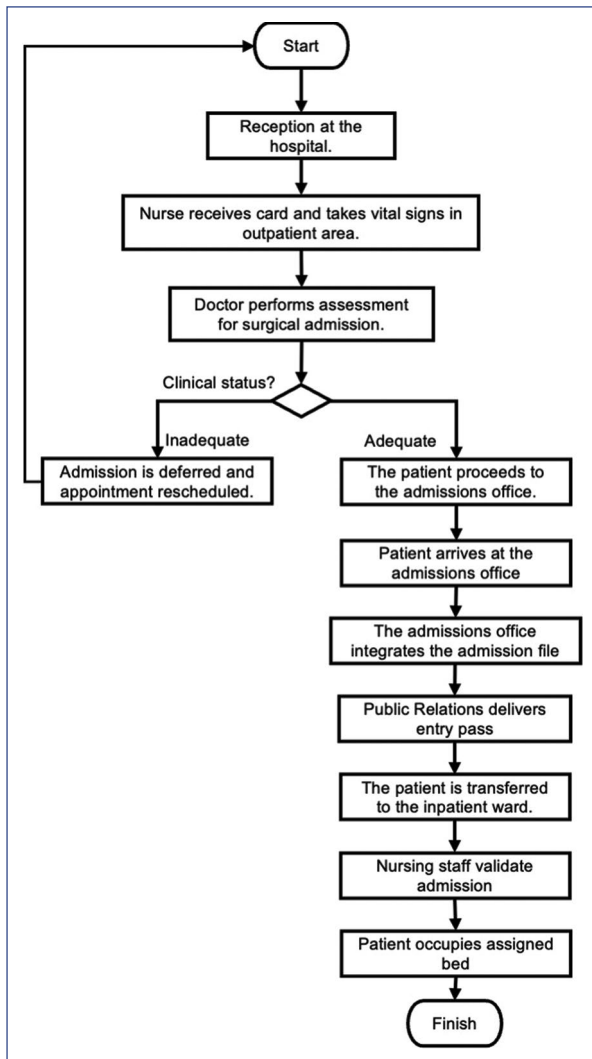 Start
Reception at the
hospital.
Nurse receives card and takes vital signs in
outpatient area.
Doctor performs assessment
for surgical admission.
Clinical status?
Inadequate
Adequate
Admission is deferred and
appointment rescheduled.
The patient proceeds to
the admissions office.
Patient arrives at the
admissions office
The admissions office
integrates the admission file
Public Relations delivers
entry pass
The patient is transferred
to the inpatient ward.
Nursing staff validate
admission
Patient occupies assigned
bed
Finish